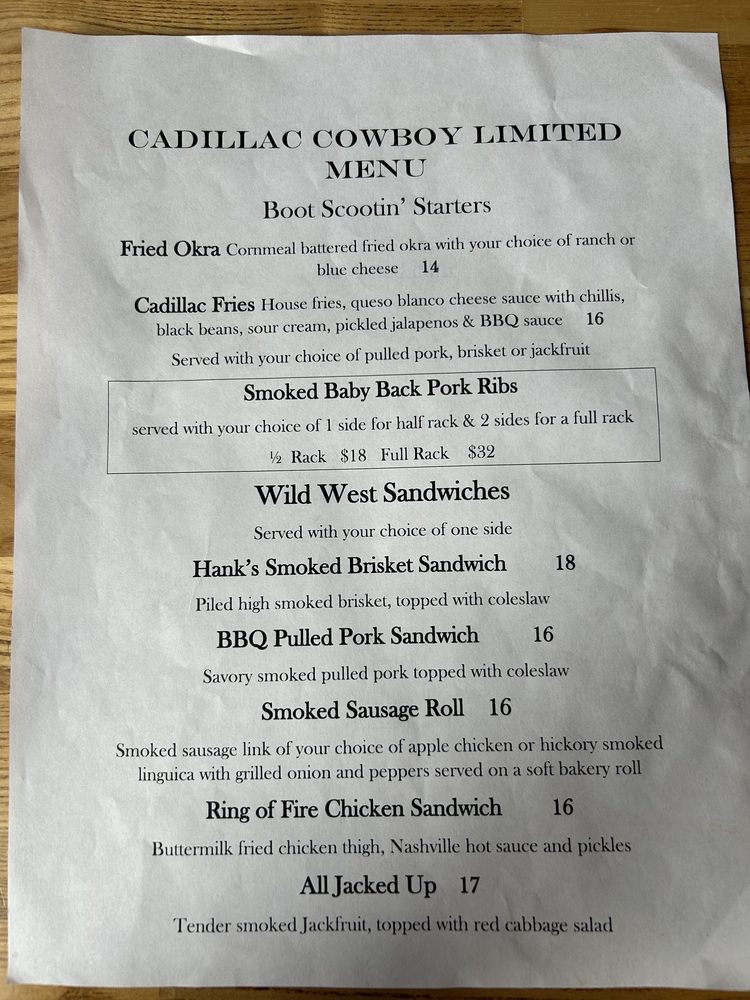 CADILLAC COWBOY LIMITED
MENU
Boot Scootin' Starters
Fried Okra Cornmeal battered fried okra with your choice of ranch or
blue cheese 14
Cadillac Fries House fries, queso blanco cheese sauce with chillis,
black beans, sour cream, pickled jalapenos & BBQ sauce 16
Served with your choice of pulled pork, brisket or jackfruit
Smoked Baby Back Pork Ribs
served with your choice of 1 side for half rack & 2 sides for a full rack
½ Rack $18 Full Rack $32
Wild West Sandwiches
Served with your choice of one side
Hank's Smoked Brisket Sandwich 18
Piled high smoked brisket, topped with coleslaw
BBQ Pulled Pork Sandwich 16
Savory smoked pulled pork topped with coleslaw
Smoked Sausage Roll 16
Smoked sausage link of your choice of apple chicken or hickory smoked
linguica with grilled onion and peppers served on a soft bakery roll
Ring of Fire Chicken Sandwich 16
Buttermilk fried chicken thigh, Nashville hot sauce and pickles
All Jacked Up 17
Tender smoked Jackfruit, topped with red cabbage salad